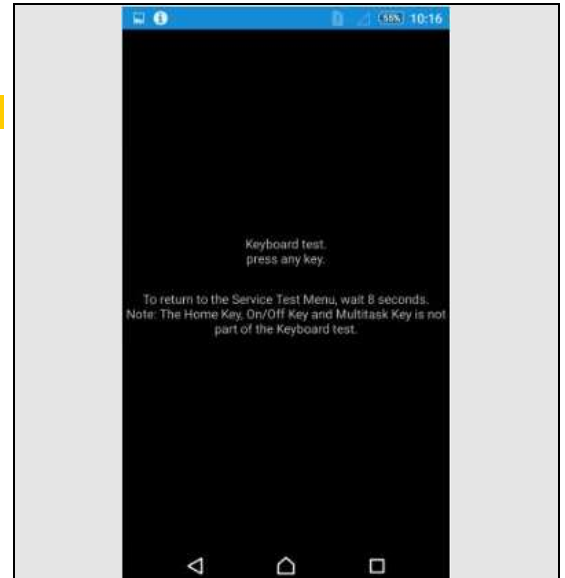 55% 10:16
Keyboard test.
press any key.
To return to the Service Test Menu, wait 8 seconds.
Note: The Home Key, On/Off Key and Multitask Key is not
part of the Keyboard test.